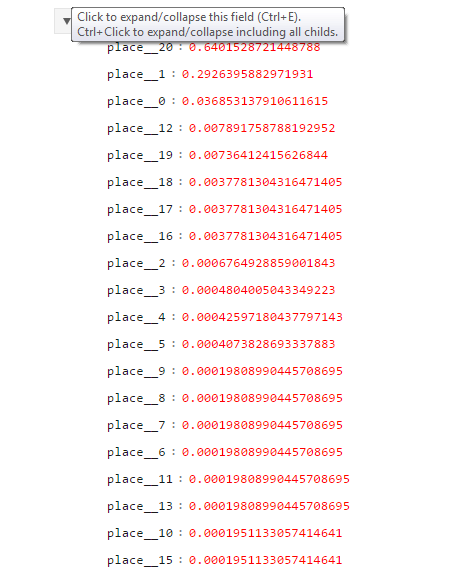 Click to expand/collapse this field (Ctrl+E).
Ctrl+Click to expand/collapse including all childs.
place__20 : 0.6401528721448788
place__1 : 0.2926395882971931
place__0 : 0.036853137910611615
place__12 : 0.007891758788192952
place__19 : 0.00736412415626844
place__18 : 0.0037781304316471405
place__17 : 0.0037781304316471405
place__16 : 0.0037781304316471405
place__2 : 0.0006764928859001843
place__3 : 0.0004804005043349223
place__4 : 0.00042597180437797143
place__5 : 0.0004073828693337883
place__9 : 0.00019808990445708695
place__8 : 0.00019808990445708695
place__7 : 0.00019808990445708695
place__6 : 0.00019808990445708695
place__11 : 0.00019808990445708695
place__13 : 0.00019808990445708695
place__10 : 0.0001951133057414641
place__15 : 0.0001951133057414641